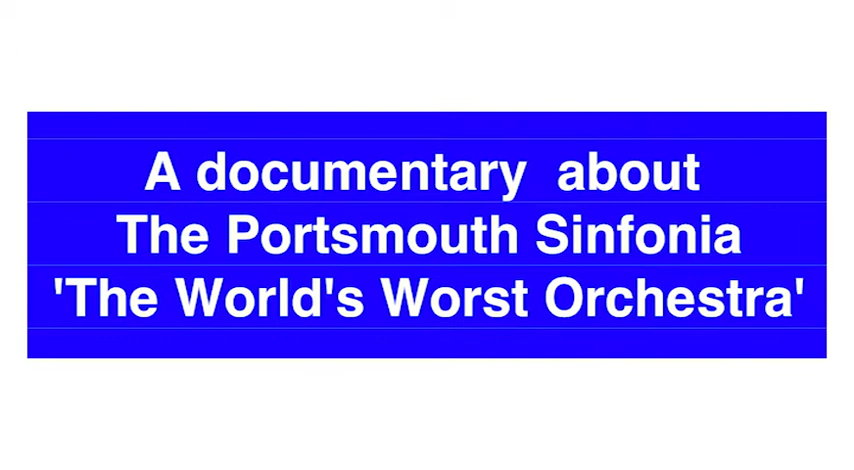 A documentary  about
The Portsmouth Sinfonia
'The World's Worst Orchestra'